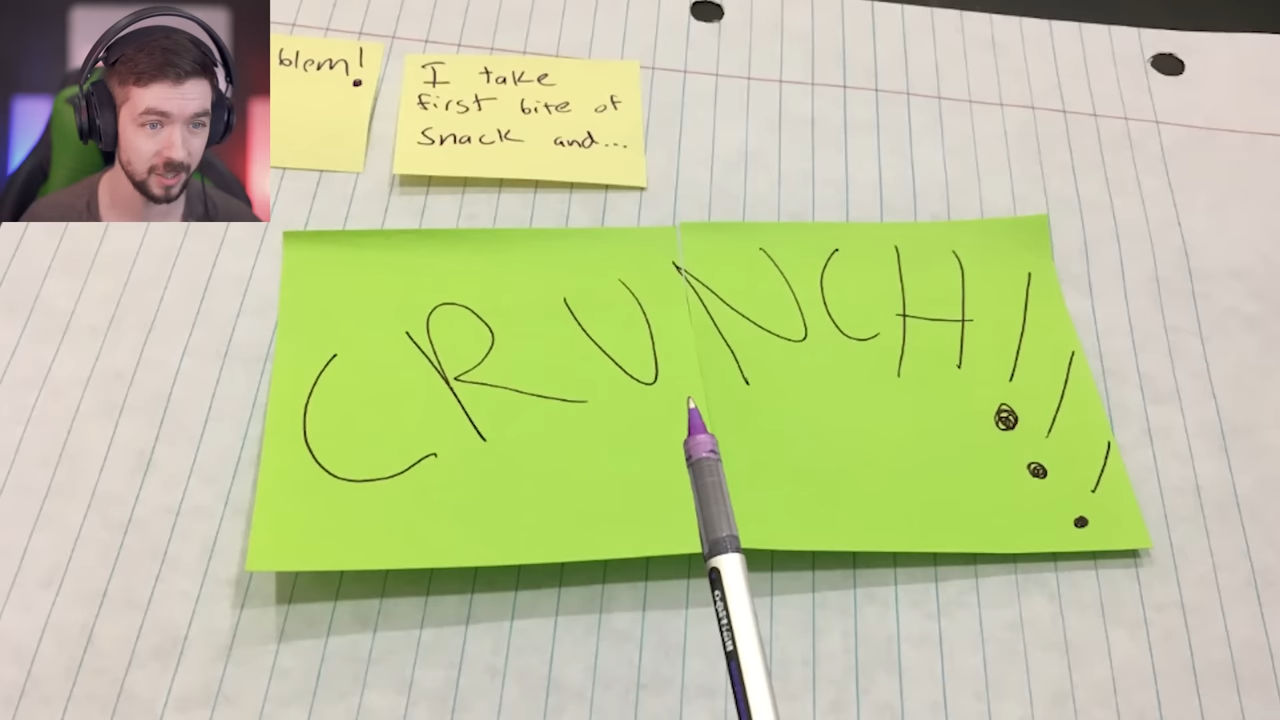 blem!
I take
first bite of
snack and...
CRUNCH!!!